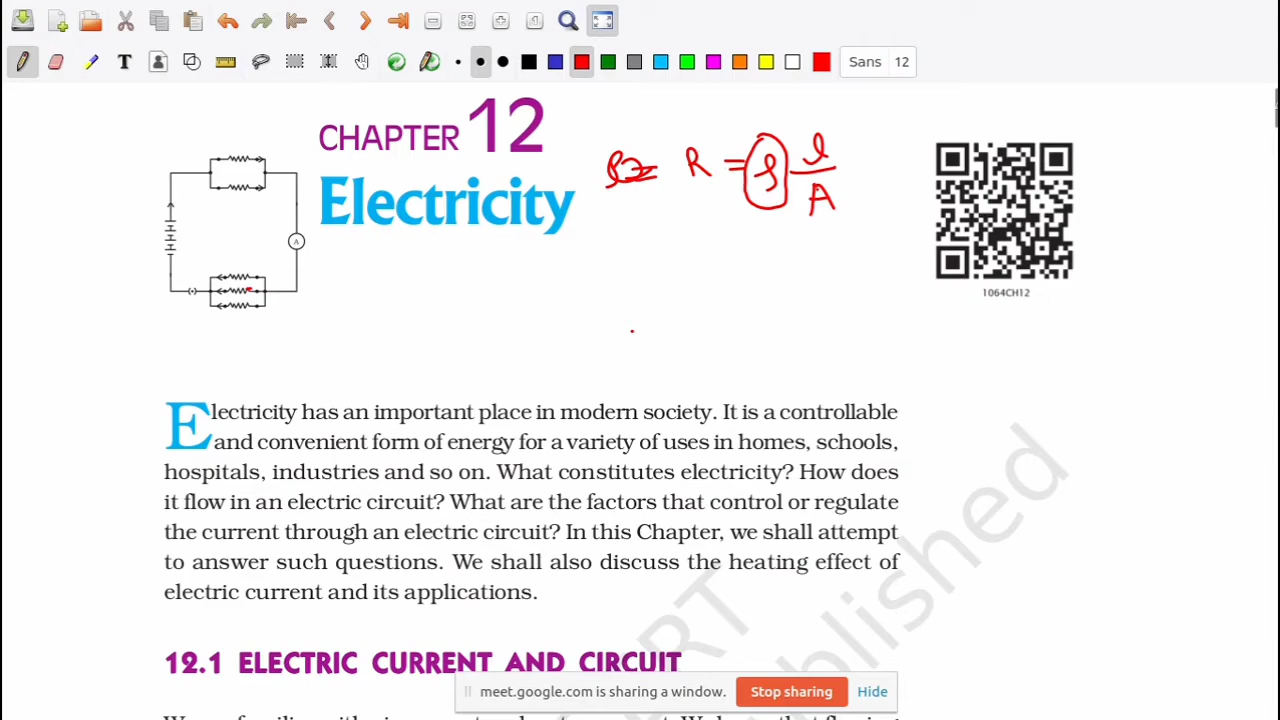 T
Sans 12
CHAPTER 12
Electricity
R = ρ l / A
A
1064CH12
Electricity has an important place in modern society. It is a controllable
and convenient form of energy for a variety of uses in homes, schools,
hospitals, industries and so on. What constitutes electricity? How does
it flow in an electric circuit? What are the factors that control or regulate
the current through an electric circuit? In this Chapter, we shall attempt
to answer such questions. We shall also discuss the heating effect of
electric current and its applications.
12.1 ELECTRIC CURRENT AND CIRCUIT
meet.google.com is sharing a window. Stop sharing Hide